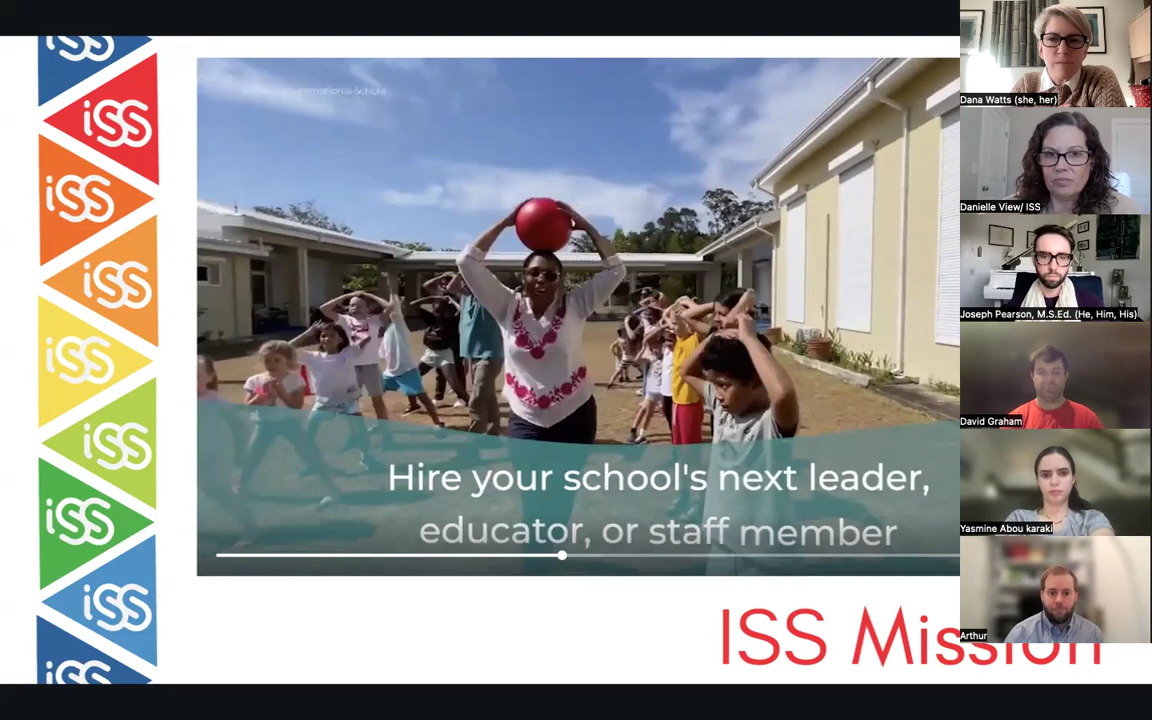 iSS
iSS
iSS
iSS
iSS
iSS
iSS
iSS
iSS
Hire your school's next leader,
educator, or staff member
ISS Mission
Dana Watts (she, her)
Danielle View/ ISS
Joseph Pearson, M.S.Ed. (He, Him, His)
David Graham
Yasmine Abou karaki
Arthur